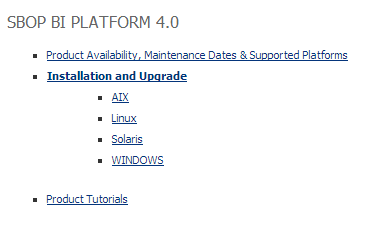 SBOP BI PLATFORM 4.0
Product Availability, Maintenance Dates & Supported Platforms
Installation and Upgrade
AIX
Linux
Solaris
WINDOWS
Product Tutorials